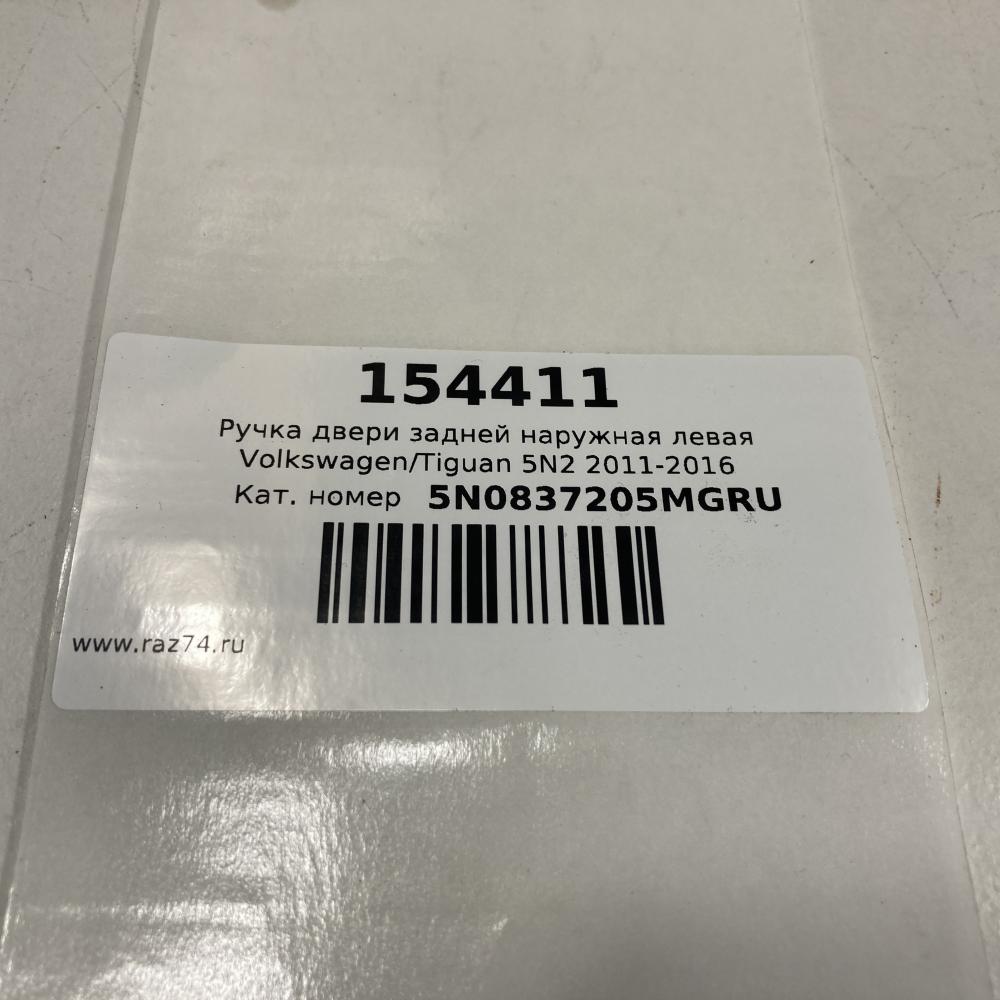 154411
Ручка двери задней наружная левая
Volkswagen/Tiguan 5N2 2011-2016
Кат. номер 5N0837205MGRU
www.raz74.ru